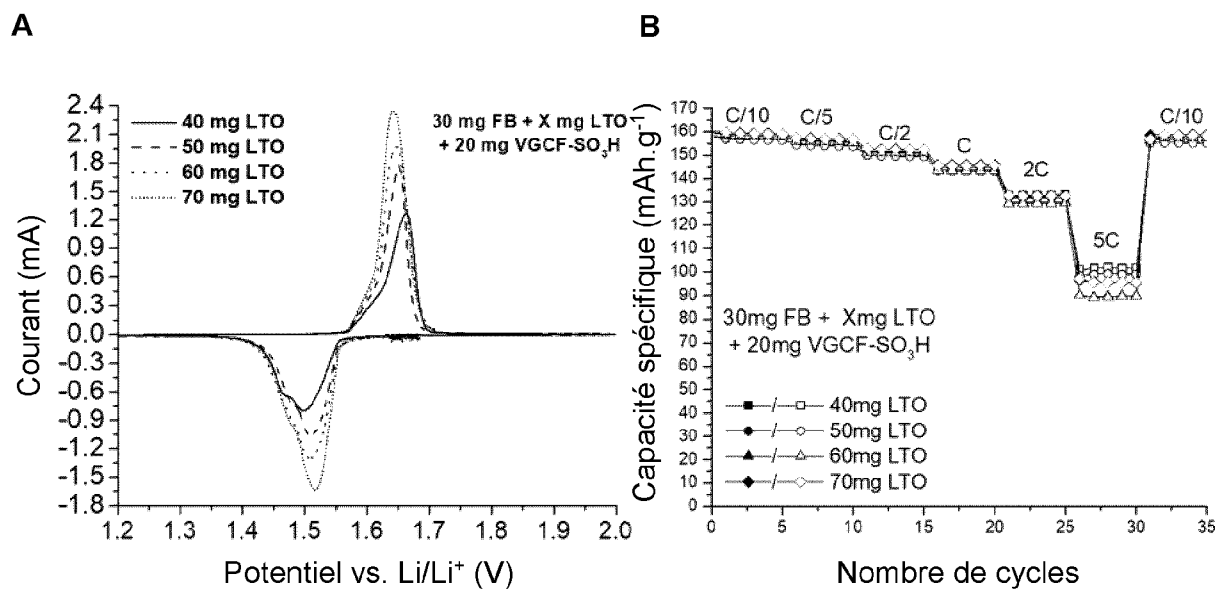 A
2.4
2.1
1.8
1.5
1.2
0.9
0.6
0.3
0.0
-0.3
-0.6
-0.9
-1.2
-1.5
-1.8
Courant (mA)
40 mg LTO
50 mg LTO
60 mg LTO
70 mg LTO
30 mg FB + X mg LTO
+ 20 mg VGCF-SO₃H
1.2 1.3 1.4 1.5 1.6 1.7 1.8 1.9 2.0
Potentiel vs. Li/Li⁺ (V)
B
170
160
150
140
130
120
110
100
90
80
70
60
50
40
30
20
10
0
Capacité spécifique (mAh.g⁻¹)
C/10
C/5
C/2
C
2C
5C
C/10
30mg FB + Xmg LTO
+ 20mg VGCF-SO₃H
/ 40mg LTO
/ 50mg LTO
/ 60mg LTO
/ 70mg LTO
0 5 10 15 20 25 30 35
Nombre de cycles